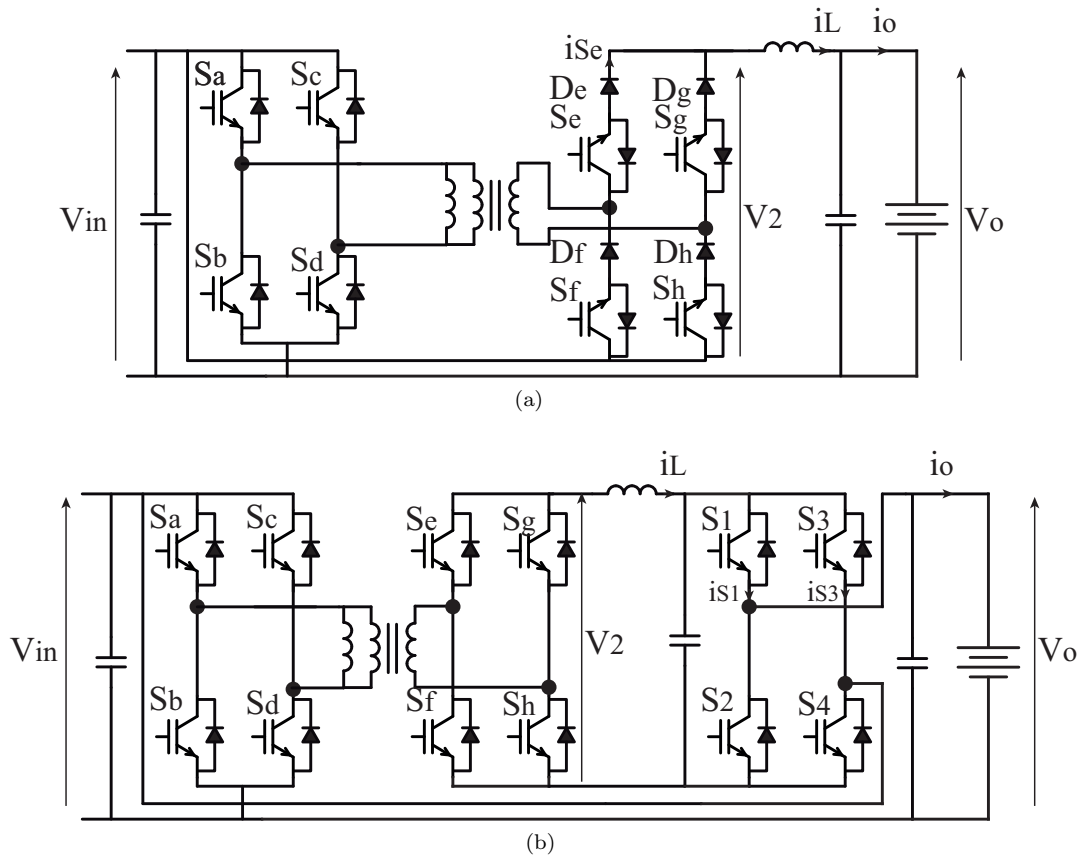 iL
io
iSe
Sa
Sc
De
Dg
Se
Sg
Vin
V2
Vo
Sb
Sd
Df
Dh
Sf
Sh
(a)
iL
io
Sa
Sc
Se
Sg
S1
S3
iS1
iS3
Vin
V2
Vo
Sb
Sd
Sf
Sh
S2
S4
(b)